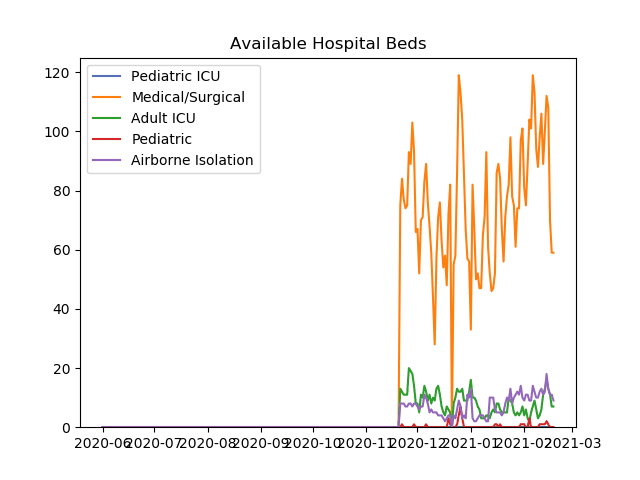 Available Hospital Beds
Pediatric ICU
Medical/Surgical
Adult ICU
Pediatric
Airborne Isolation
120
100
80
60
40
20
0
2020-06 2020-07 2020-08 2020-09 2020-10 2020-11 2020-12 2021-01 2021-02 2021-03